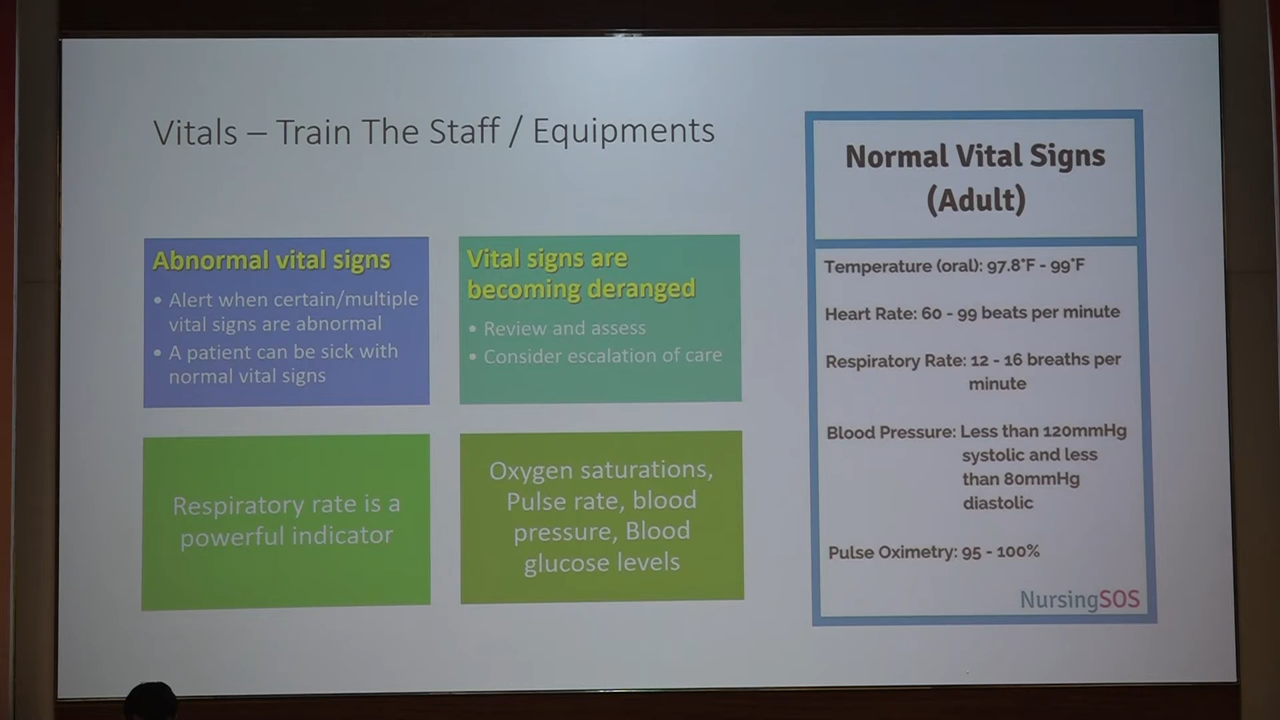 Vitals – Train The Staff / Equipments
Abnormal vital signs
• Alert when certain/multiple
vital signs are abnormal
• A patient can be sick with
normal vital signs
Vital signs are
becoming deranged
• Review and assess
• Consider escalation of care
Respiratory rate is a
powerful indicator
Oxygen saturations,
Pulse rate, blood
pressure, Blood
glucose levels
Normal Vital Signs
(Adult)
Temperature (oral): 97.8°F - 99°F
Heart Rate: 60 - 99 beats per minute
Respiratory Rate: 12 - 16 breaths per
minute
Blood Pressure: Less than 120mmHg
systolic and less
than 80mmHg
diastolic
Pulse Oximetry: 95 - 100%
NursingSOS